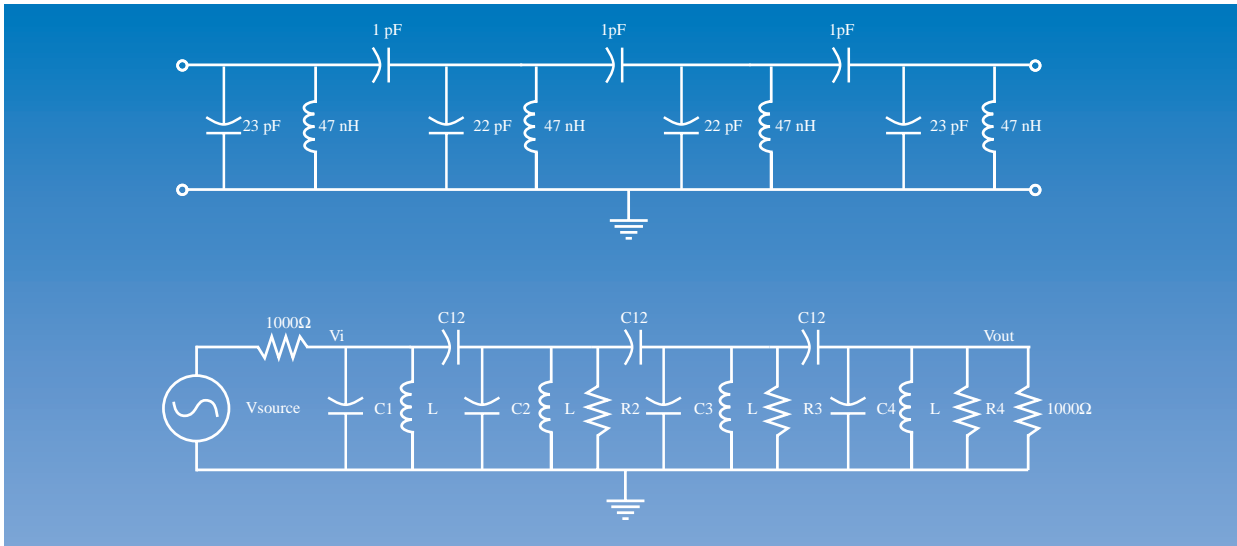 1 pF 1pF 1pF
23 pF 47 nH 22 pF 47 nH 22 pF 47 nH 23 pF 47 nH
C12 C12 C12
1000Ω Vi Vout
Vsource C1 L C2 L R2 C3 L R3 C4 L R4 1000Ω